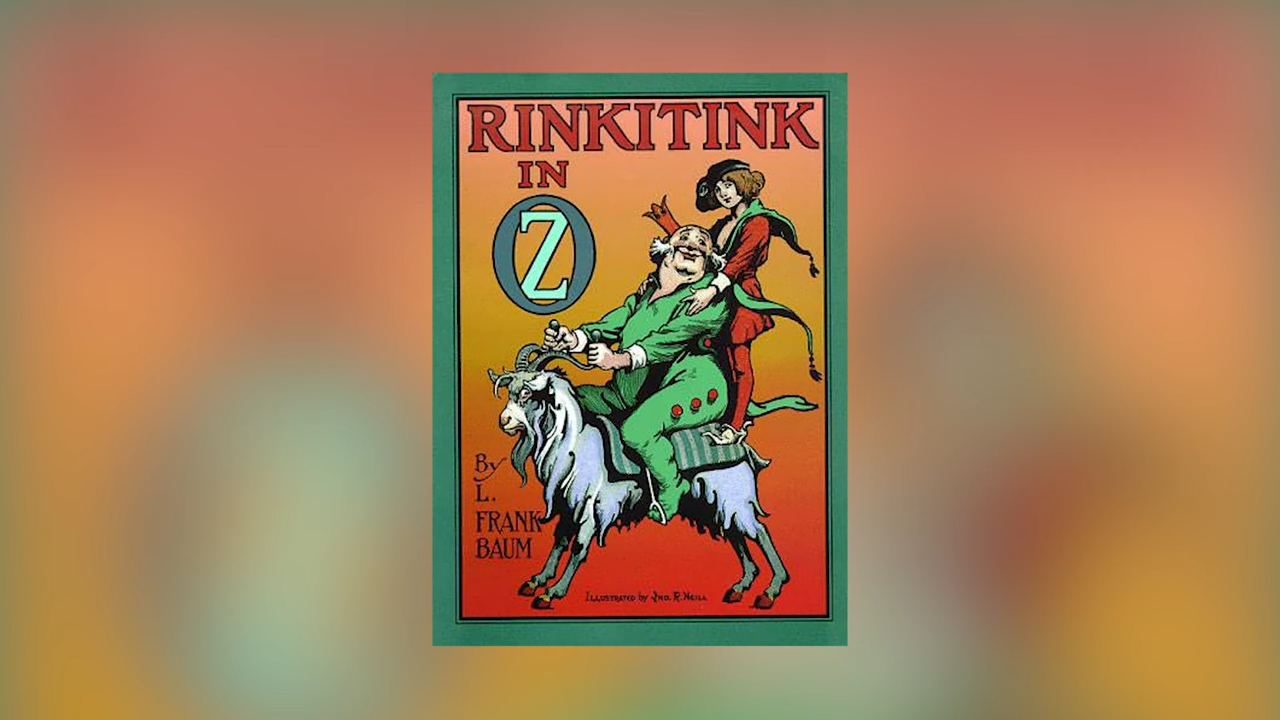 RINKITINK
IN
OZ
By
L.
FRANK
BAUM
ILLUSTRATED by JNO. R. NEILL